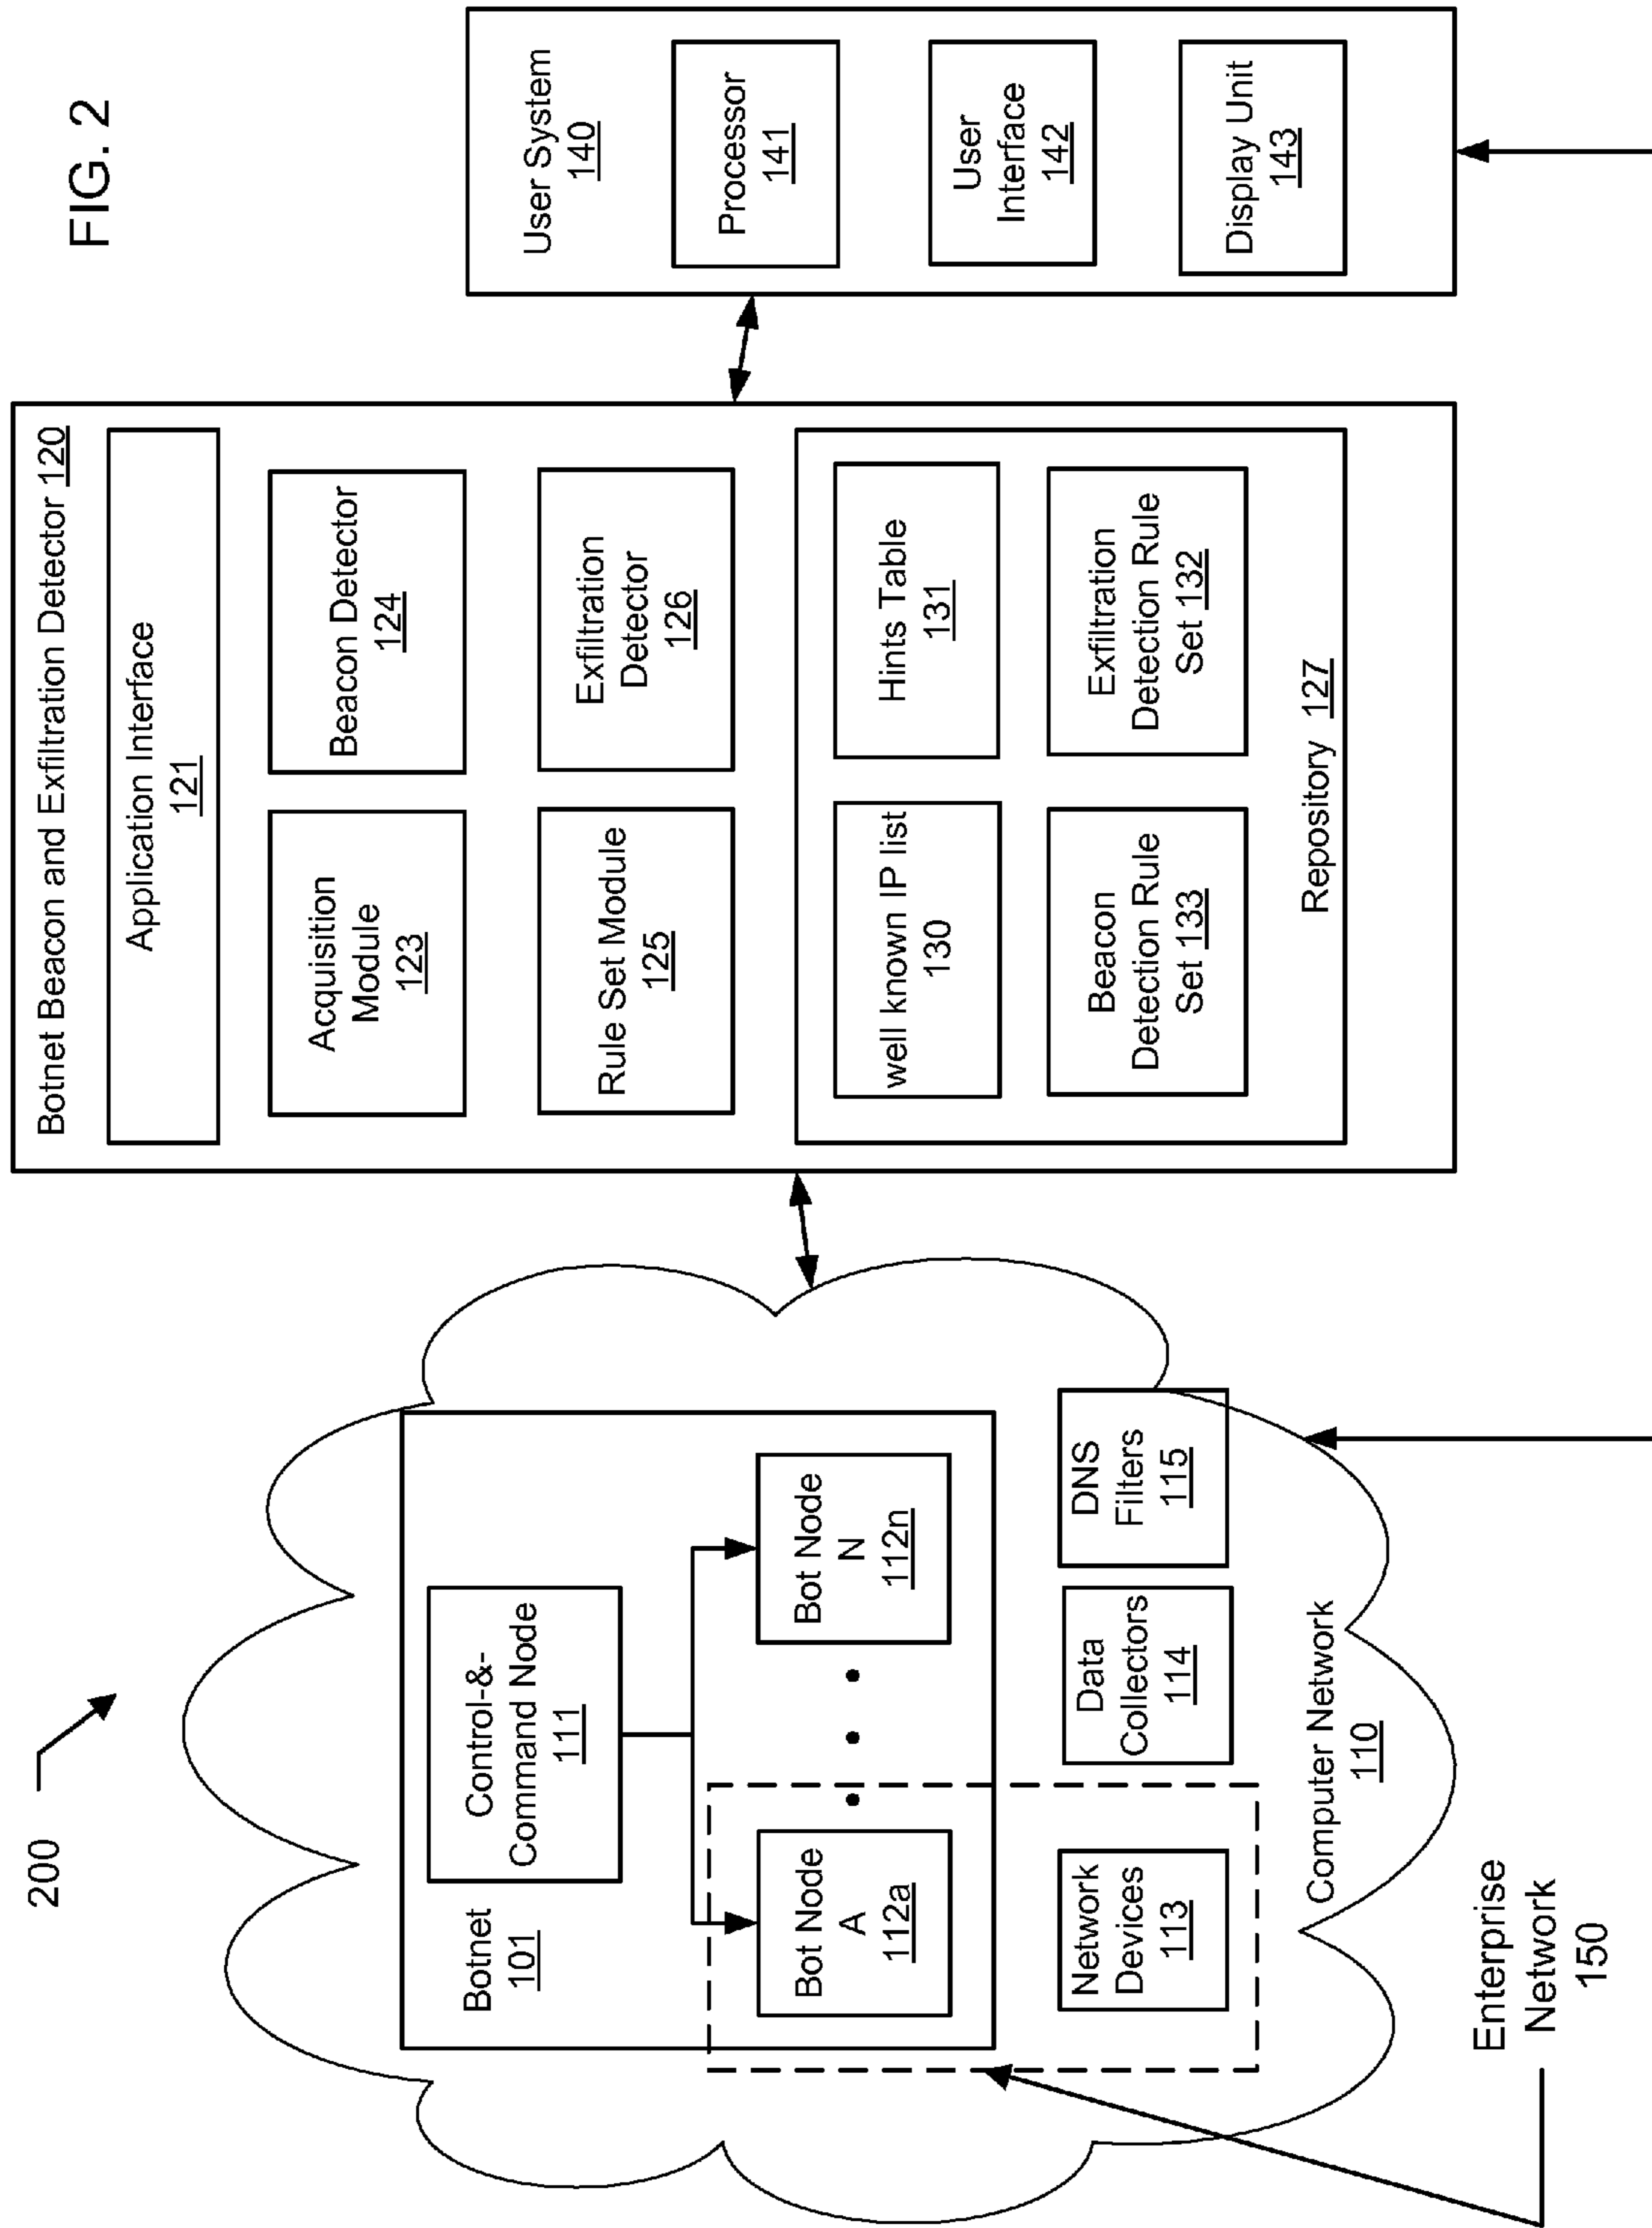 FIG. 2
200
Botnet
101
Control-&-
Command Node
111
Bot Node
A
112a
Bot Node
N
112n
Network
Devices
113
Data
Collectors
114
DNS
Filters
115
Computer Network
110
Enterprise
Network
150
Botnet Beacon and Exfiltration Detector 120
Application Interface
121
Acquisition
Module
123
Beacon Detector
124
Rule Set Module
125
Exfiltration
Detector
126
well known IP list
130
Hints Table
131
Beacon
Detection Rule
Set 133
Exfiltration
Detection Rule
Set 132
Repository 127
User System
140
Processor
141
User
Interface
142
Display Unit
143